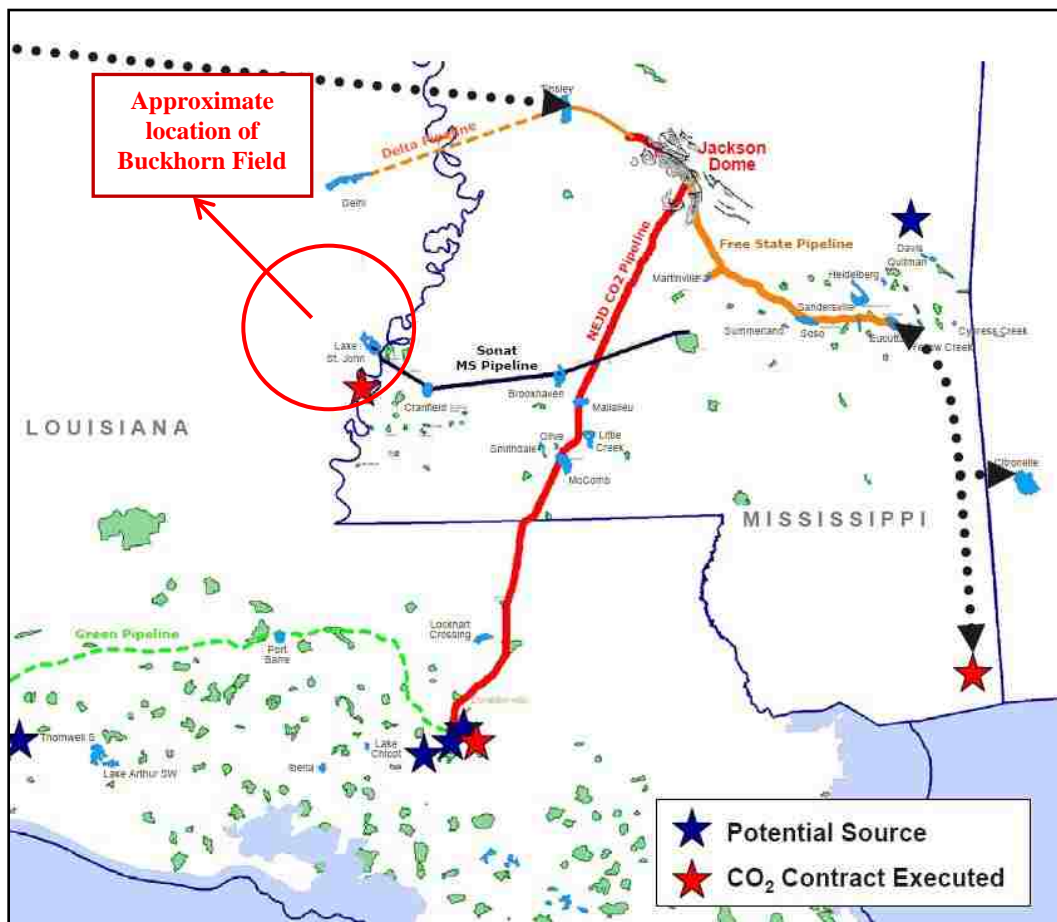 Approximate
location of
Buckhorn Field
Tinsley
Delta Pipeline
Jackson
Dome
Delhi
NEJD CO2 Pipeline
Free State Pipeline
Davis
Quitman
Martinville
Heidelberg
Sandersville
Summerland
Soso
Eucutta
Yellow Creek
Cypress Creek
Lake
St. John
Sonat
MS Pipeline
Cranfield
Brookhaven
Mallalieu
LOUISIANA
Olive
Little
Creek
Smithdale
McComb
Citronelle
MISSISSIPPI
Lockhart
Crossing
Green Pipeline
Port
Barre
Thornwell S
Lake Arthur SW
Iberia
Lake
Chicot
Potential Source
CO₂ Contract Executed